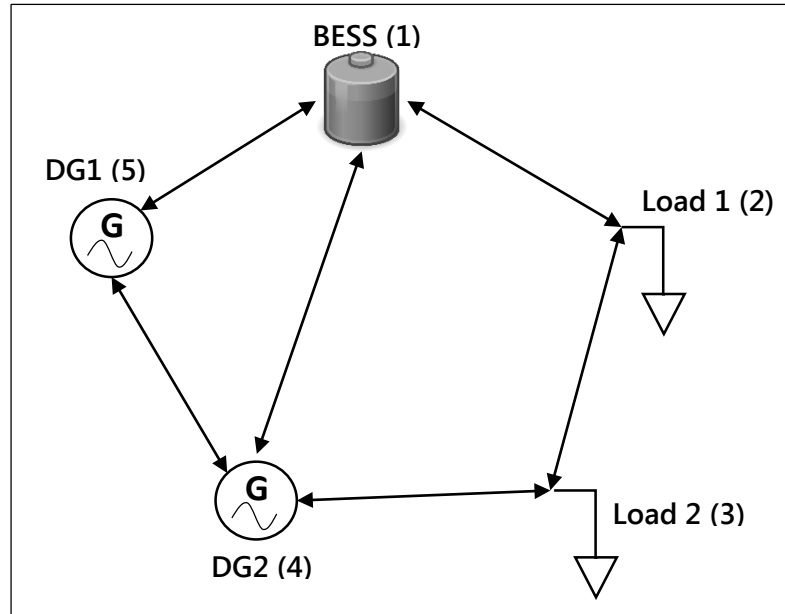 BESS (1)
DG1 (5)
G
Load 1 (2)
G
Load 2 (3)
DG2 (4)